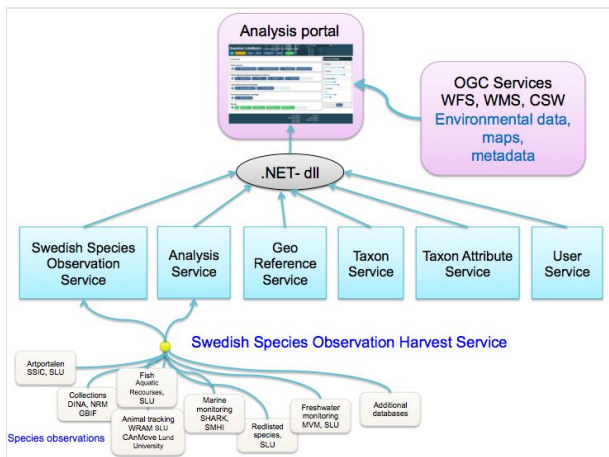 Analysis portal
OGC Services
WFS, WMS, CSW
Environmental data,
maps,
metadata
.NET- dll
Swedish Species
Observation
Service
Analysis
Service
Geo
Reference
Service
Taxon
Service
Taxon Attribute
Service
User
Service
Swedish Species Observation Harvest Service
Artportalen
SSIC, SLU
Collections
DINA, NRM
GBIF
Fish
Aquatic
Recourses,
SLU
Animal tracking
WRAM SLU
CAnMove Lund
University
Marine
monitoring
SHARK,
SMHI
Redlisted
species,
SLU
Freshwater
monitoring
MVM, SLU
Additional
databases
Species observations